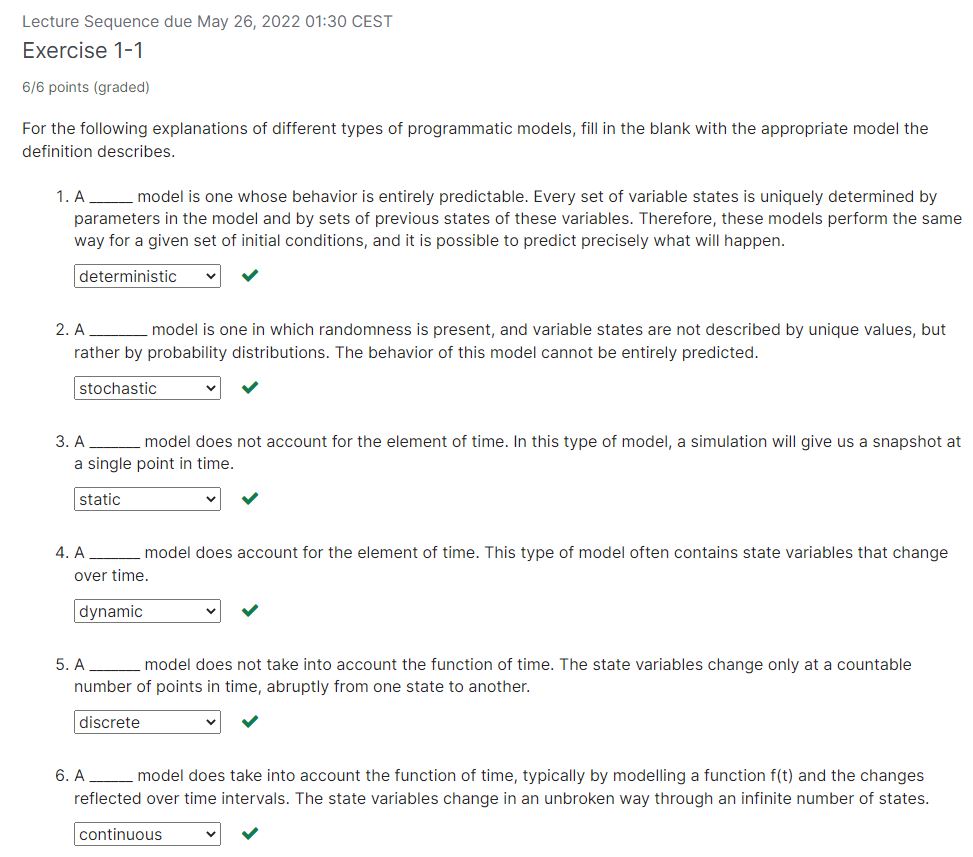 Lecture Sequence due May 26, 2022 01:30 CEST
Exercise 1-1
6/6 points (graded)
For the following explanations of different types of programmatic models, fill in the blank with the appropriate model the
definition describes.
1. A ______ model is one whose behavior is entirely predictable. Every set of variable states is uniquely determined by
parameters in the model and by sets of previous states of these variables. Therefore, these models perform the same
way for a given set of initial conditions, and it is possible to predict precisely what will happen.
deterministic
2. A ________ model is one in which randomness is present, and variable states are not described by unique values, but
rather by probability distributions. The behavior of this model cannot be entirely predicted.
stochastic
3. A _______ model does not account for the element of time. In this type of model, a simulation will give us a snapshot at
a single point in time.
static
4. A _______ model does account for the element of time. This type of model often contains state variables that change
over time.
dynamic
5. A _______ model does not take into account the function of time. The state variables change only at a countable
number of points in time, abruptly from one state to another.
discrete
6. A ______ model does take into account the function of time, typically by modelling a function f(t) and the changes
reflected over time intervals. The state variables change in an unbroken way through an infinite number of states.
continuous